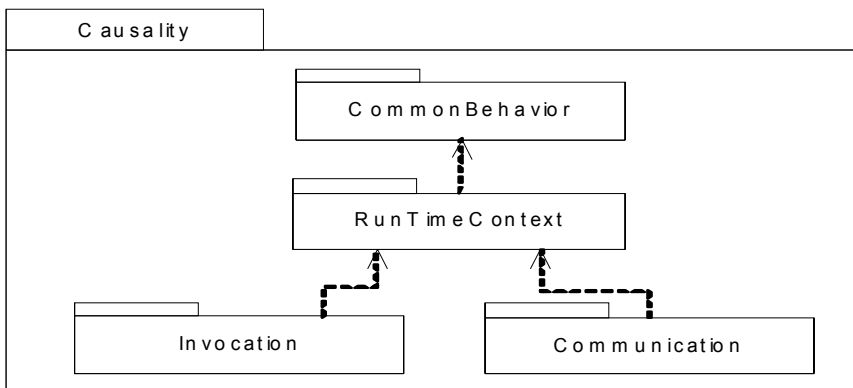 Causality
CommonBehavior
RunTimeContext
Invocation
Communication